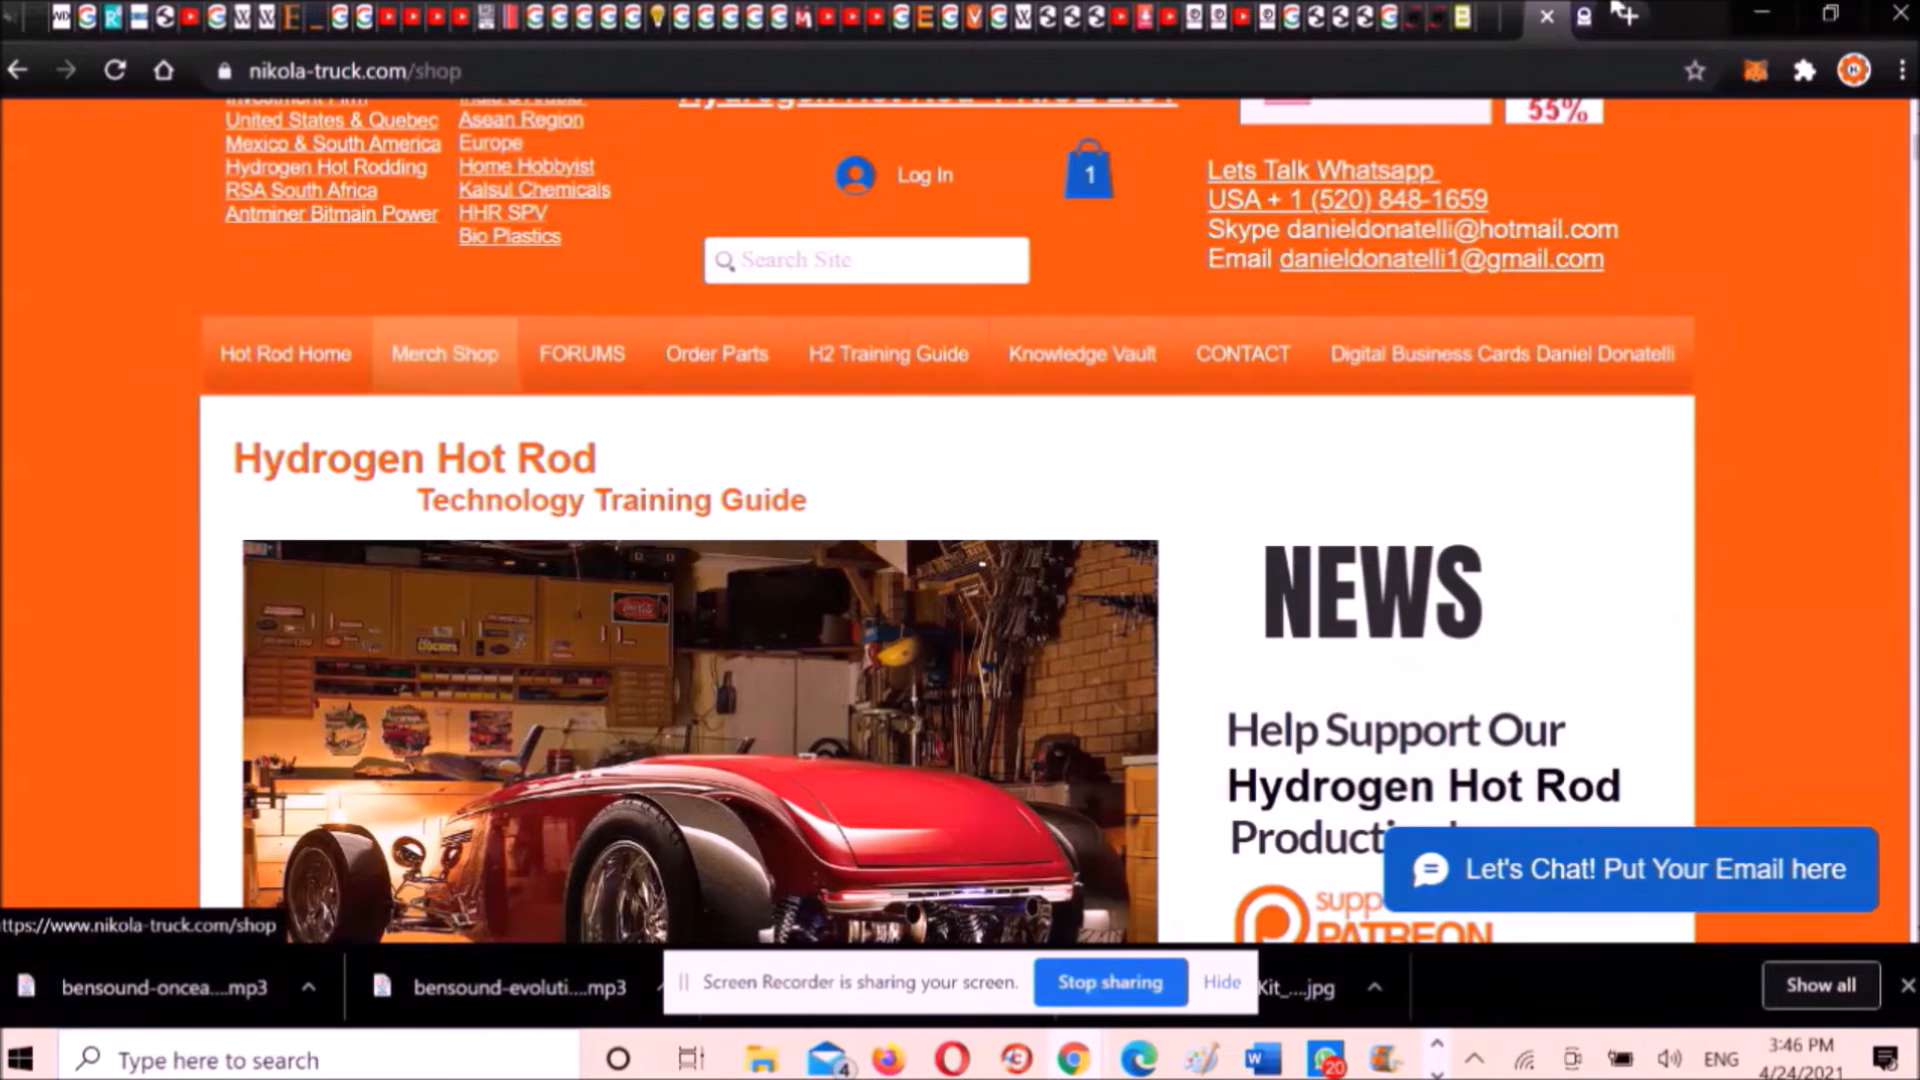 nikola-truck.com/shop
United States & Quebec
Mexico & South America
Hydrogen Hot Rodding
RSA South Africa
Antminer Bitmain Power
Asean Region
Europe
Home Hobbyist
Kalsul Chemicals
HHR SPV
Bio Plastics
Log In
1
Search Site
55%
Lets Talk Whatsapp
USA + 1 (520) 848-1659
Skype danieldonatelli@hotmail.com
Email danieldonatelli1@gmail.com
Hot Rod Home
Merch Shop
FORUMS
Order Parts
H2 Training Guide
Knowledge Vault
CONTACT
Digital Business Cards Daniel Donatelli
Hydrogen Hot Rod
Technology Training Guide
NEWS
Help Support Our
Hydrogen Hot Rod
Let's Chat! Put Your Email here
PATREON
ttps://www.nikola-truck.com/shop
bensound-oncea....mp3
bensound-evoluti....mp3
Screen Recorder is sharing your screen.
Stop sharing
Hide
Kit_....jpg
Show all
Type here to search
4
20
ENG
3:46 PM
4/24/2021